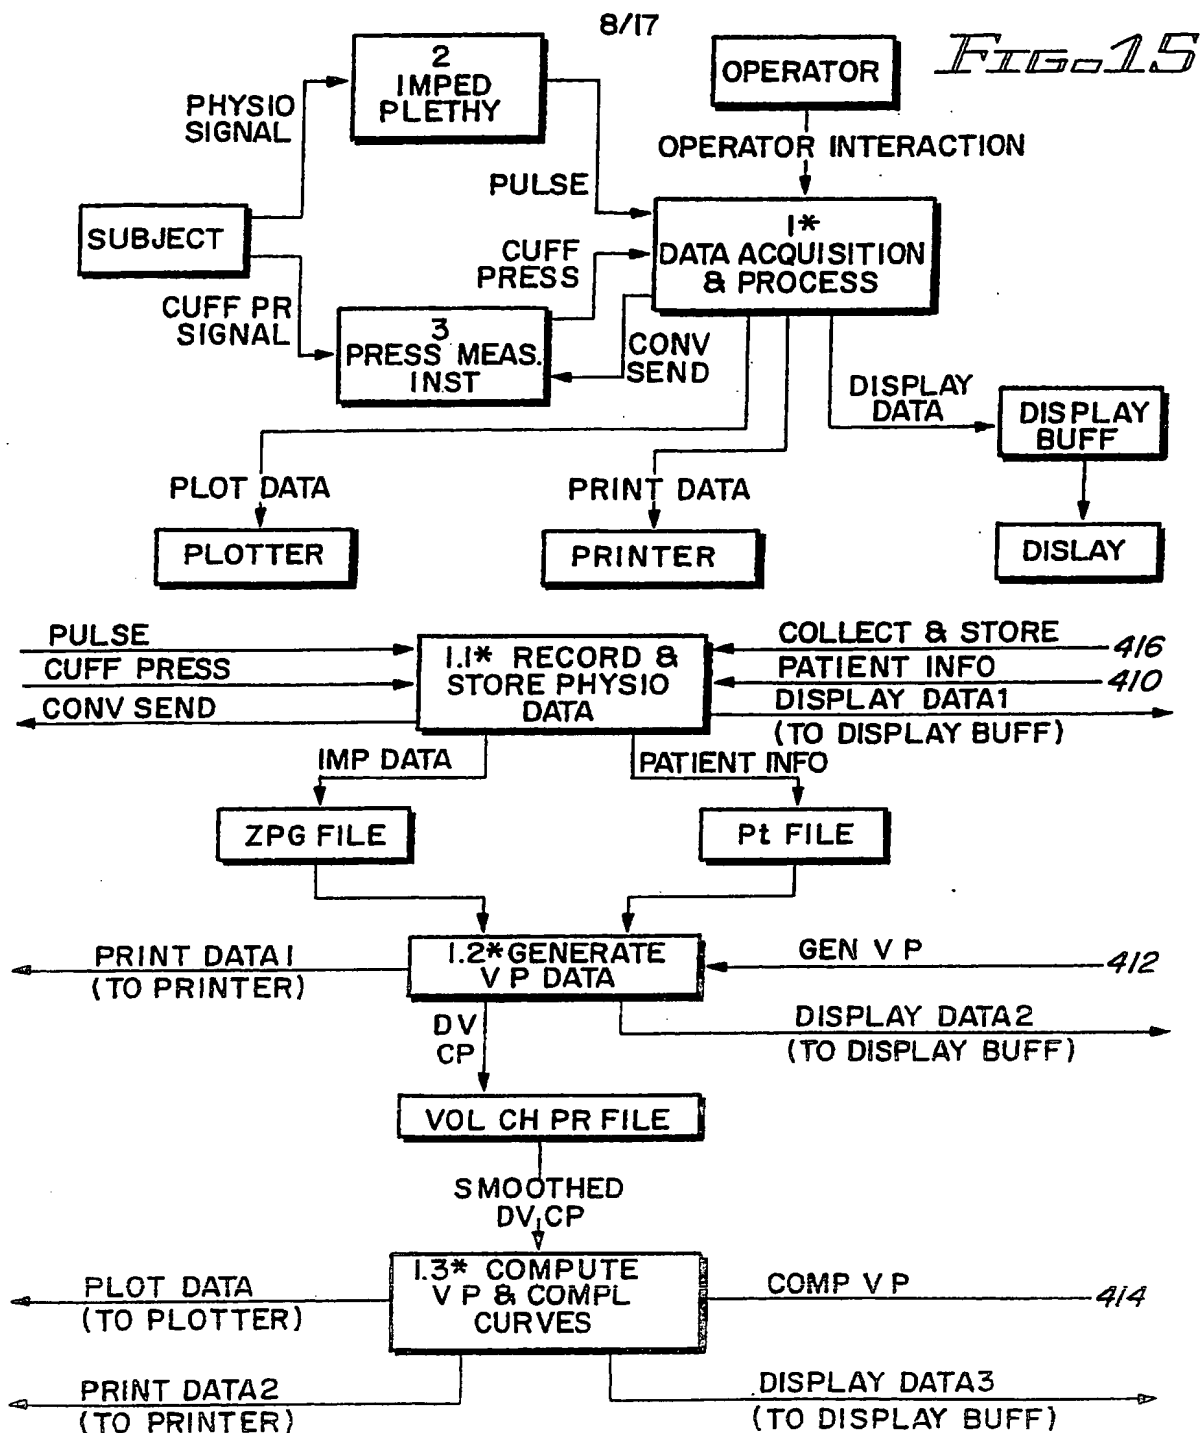 8/17
FIG.15
2
IMPED
PLETHY
OPERATOR
PHYSIO
SIGNAL
OPERATOR INTERACTION
PULSE
SUBJECT
1*
DATA ACQUISITION
& PROCESS
CUFF
PRESS
CUFF PR
SIGNAL
3
PRESS MEAS.
INST
CONV
SEND
DISPLAY
DATA
DISPLAY
BUFF
PLOT DATA
PRINT DATA
PLOTTER
PRINTER
DISLAY
PULSE
CUFF PRESS
CONV SEND
1.1* RECORD &
STORE PHYSIO
DATA
COLLECT & STORE
416
PATIENT INFO
410
DISPLAY DATA1
(TO DISPLAY BUFF)
IMP DATA
PATIENT INFO
ZPG FILE
Pt FILE
PRINT DATA1
(TO PRINTER)
1.2* GENERATE
V P DATA
GEN V P
412
DV
CP
DISPLAY DATA2
(TO DISPLAY BUFF)
VOL CH PR FILE
SMOOTHED
DV, CP
1.3* COMPUTE
V P & COMPL
CURVES
PLOT DATA
(TO PLOTTER)
COMP V P
414
PRINT DATA2
(TO PRINTER)
DISPLAY DATA3
(TO DISPLAY BUFF)